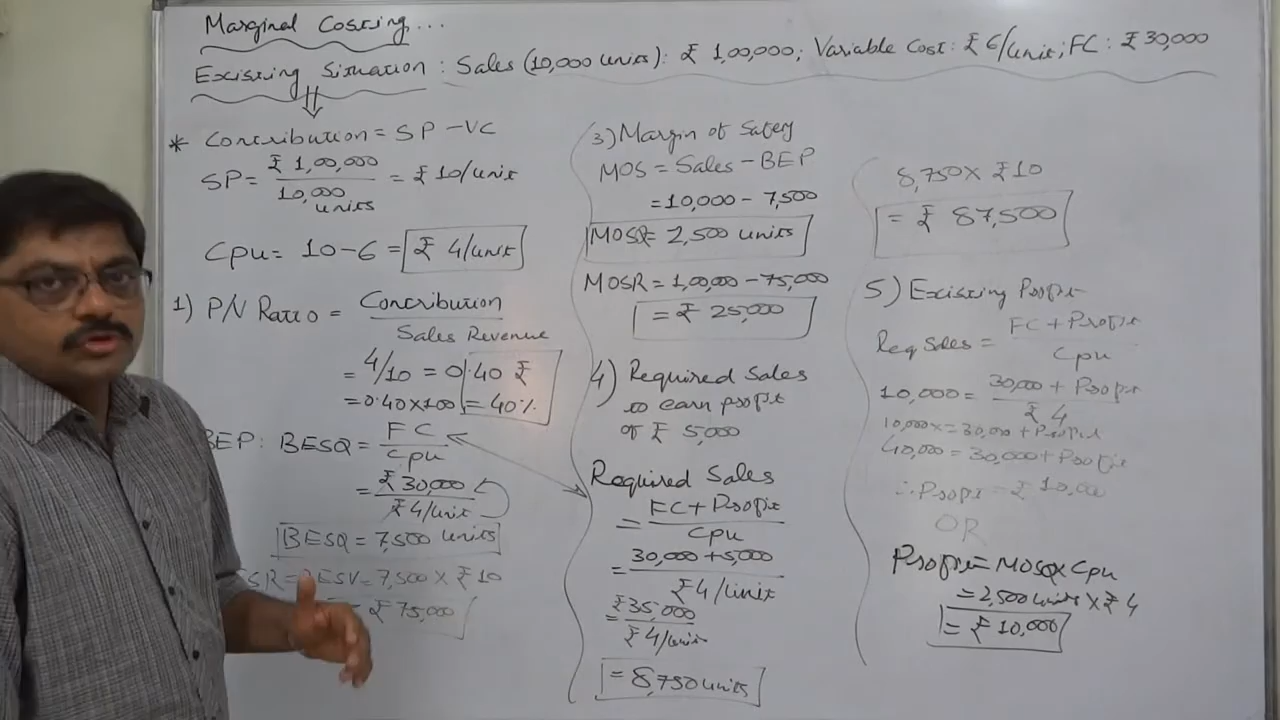 Marginal Costing...
Existing Situation : Sales (10,000 units): ₹ 1,00,000; Variable Cost: ₹ 6/unit; FC: ₹ 30,000
* Contribution = SP - VC
SP = ₹ 1,00,000 / 10,000 units = ₹ 10/unit
Cpu = 10 - 6 = ₹ 4/unit
1) P/V Ratio = Contribution / Sales Revenue
= 4/10 = 0.40 ₹
= 0.40 x 100 = 40%
BEP: BESQ = FC / Cpu
= ₹ 30,000 / ₹ 4/unit
BESQ = 7,500 units
SR = BESV = 7,500 x ₹ 10
= ₹ 75,000
3) Margin of Safety
MOS = Sales - BEP
= 10,000 - 7,500
MOSQ = 2,500 units
MOSR = 1,00,000 - 75,000
= ₹ 25,000
4) Required Sales
to earn profit
of ₹ 5,000
Required Sales
= FC + Profit / Cpu
= 30,000 + 5,000 / ₹ 4/unit
= ₹ 35,000 / ₹ 4/unit
= 8,750 units
8,750 x ₹ 10
= ₹ 87,500
5) Existing Profit
Req Sales = FC + Profit / Cpu
10,000 = 30,000 + Profit / ₹ 4
10,000 x = 30,000 + Profit
40,000 = 30,000 + Profit
∴ Profit = ₹ 10,000
OR
Profit = MOSQ x Cpu
= 2,500 units x ₹ 4
= ₹ 10,000